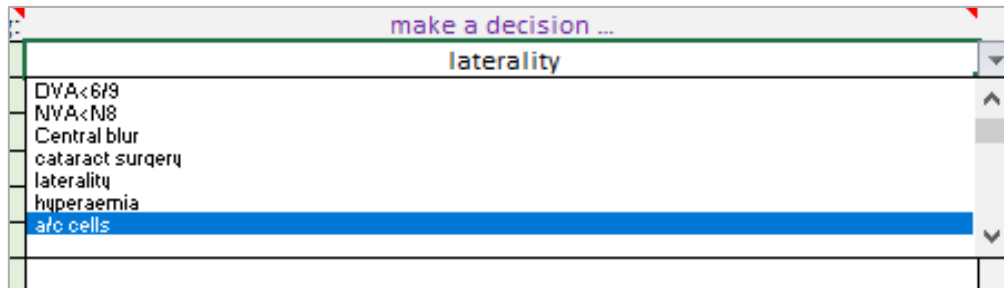 make a decision ...
laterality
DVA<6/9
NVA<N8
Central blur
cataract surgery
laterality
hyperaemia
a/c cells